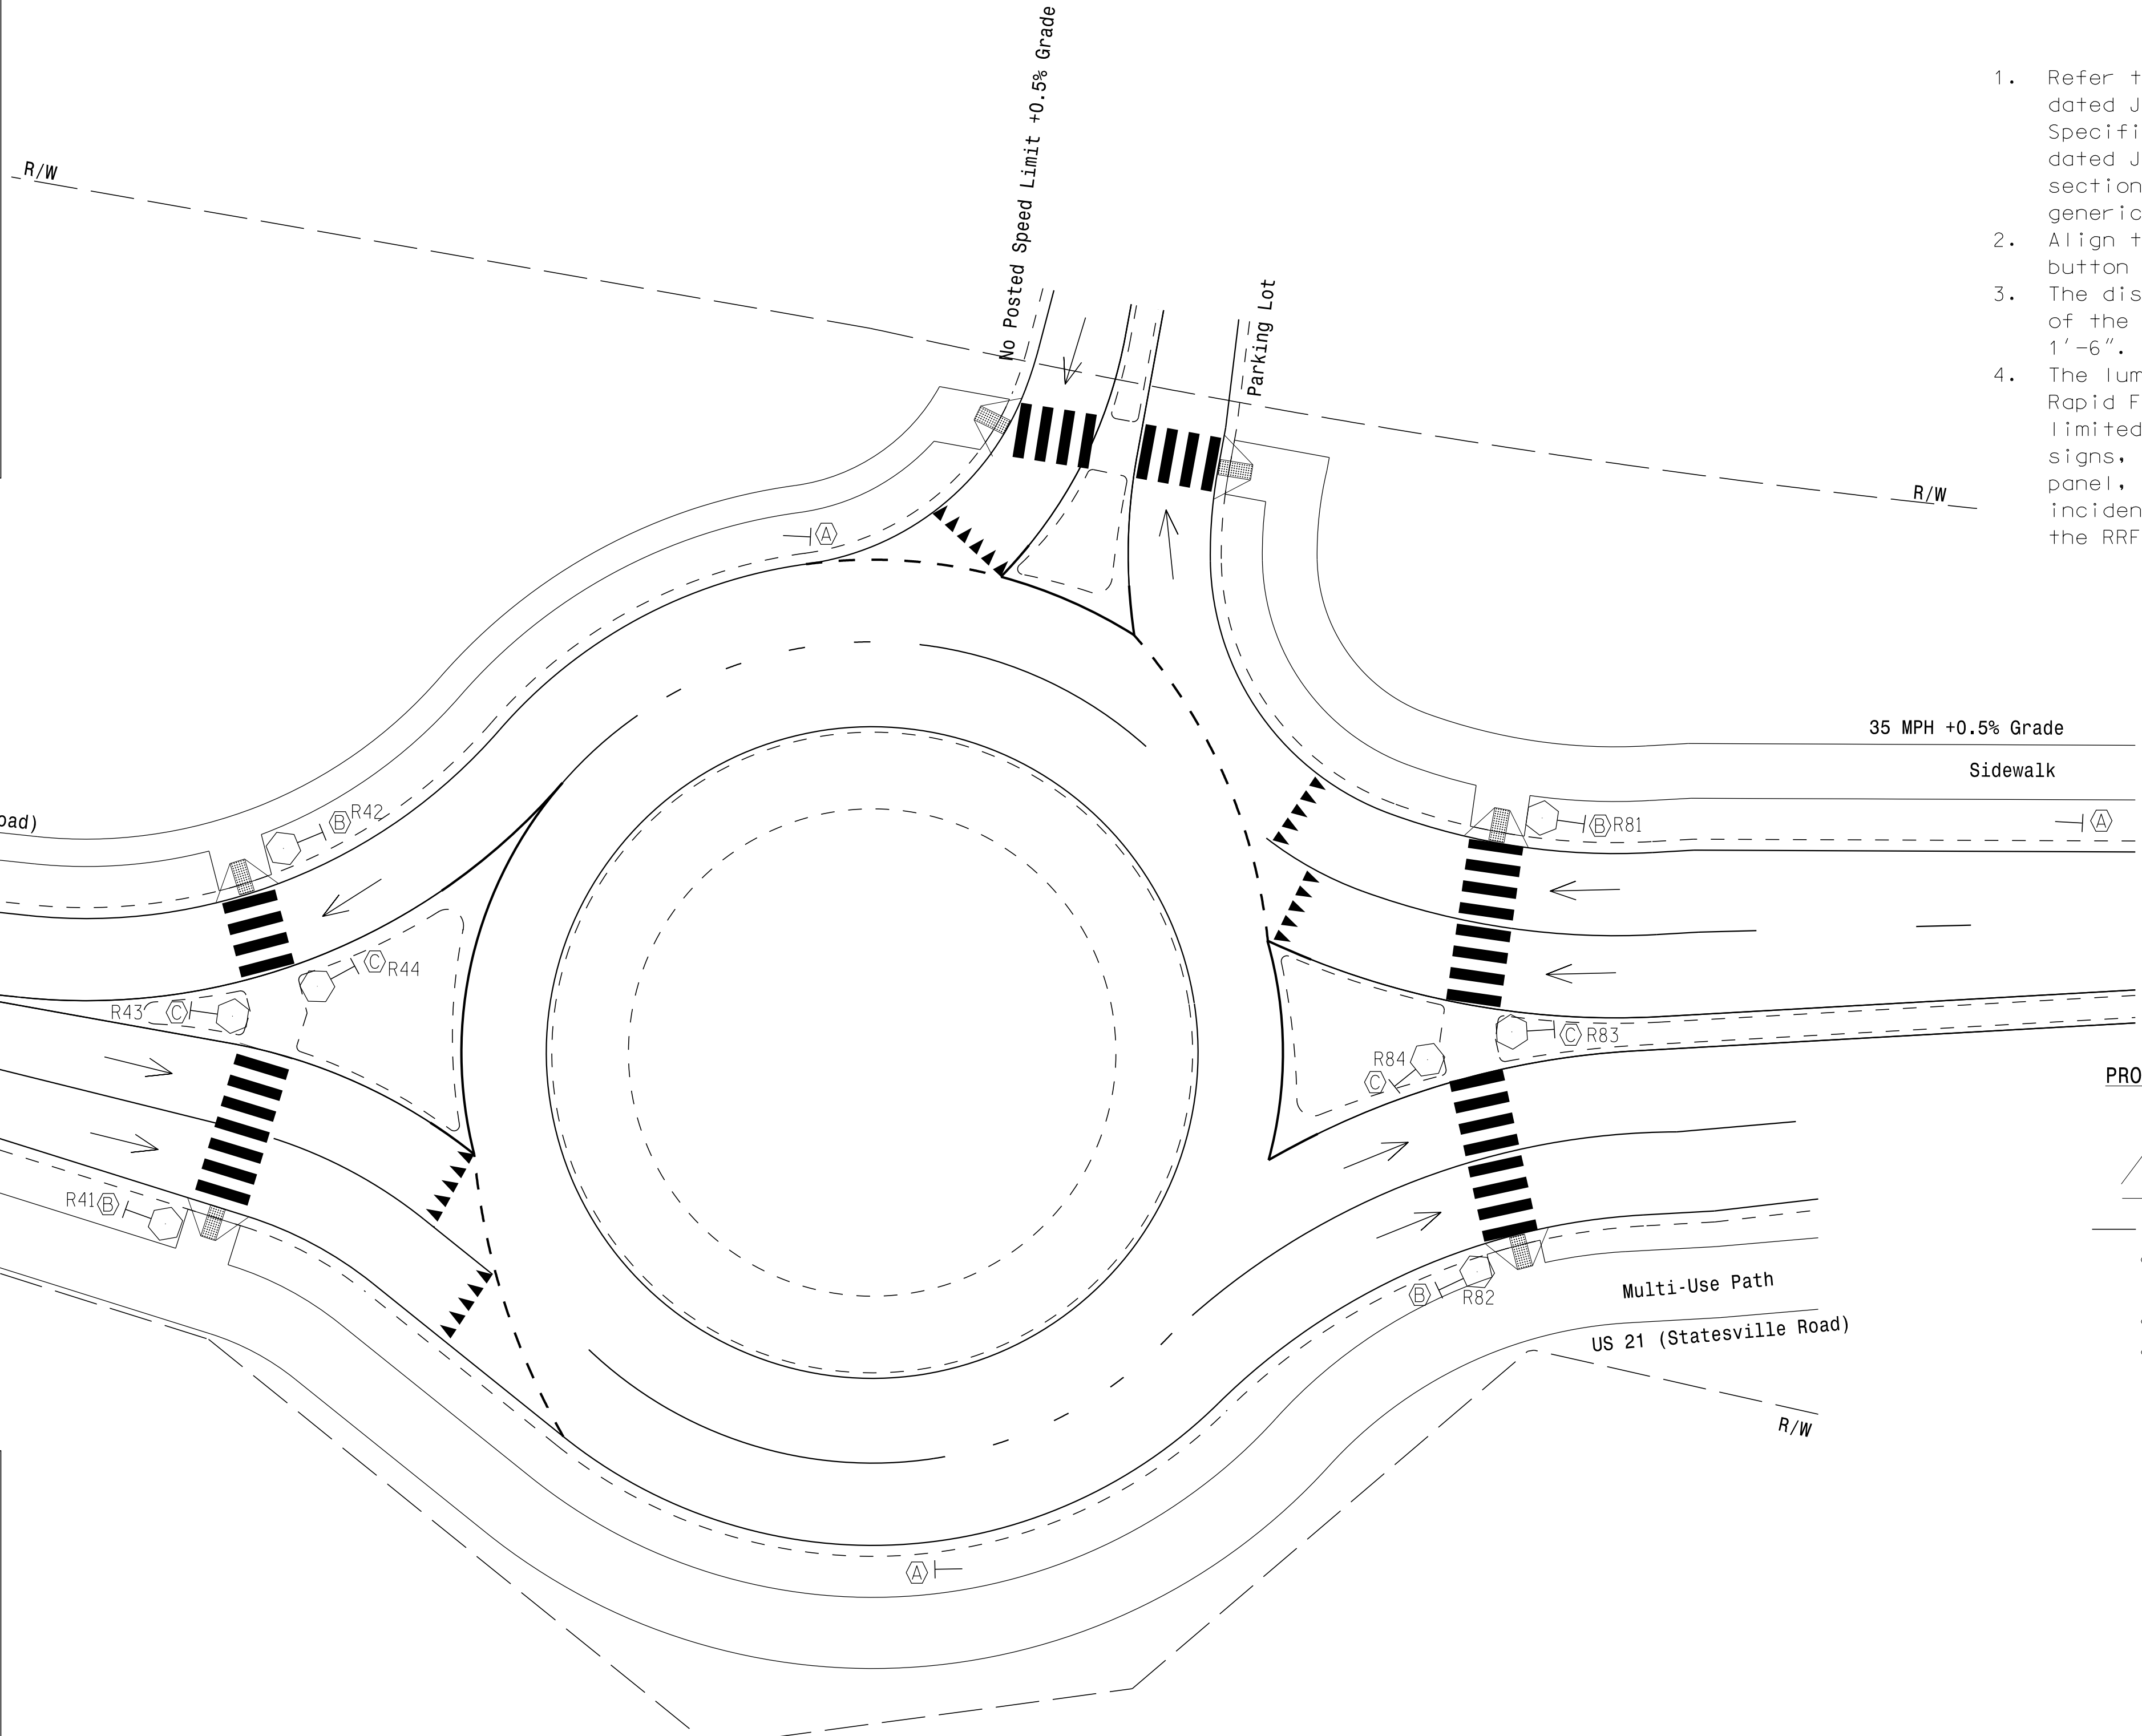 No Posted Speed Limit +0.5% Grade
Parking Lot
R/W
R/W
1. Refer t
dated J
Specifi
dated J
section
generic
2. Align t
button
3. The dis
of the
1'-6".
4. The lum
Rapid F
limited
signs,
panel,
inciden
the RRF
A
35 MPH +0.5% Grade
Sidewalk
oad)
B R42
B R81
A
C R44
R43 C
C R83
R84
C
PRO
R41 B
B
R82
Multi-Use Path
US 21 (Statesville Road)
R/W
A